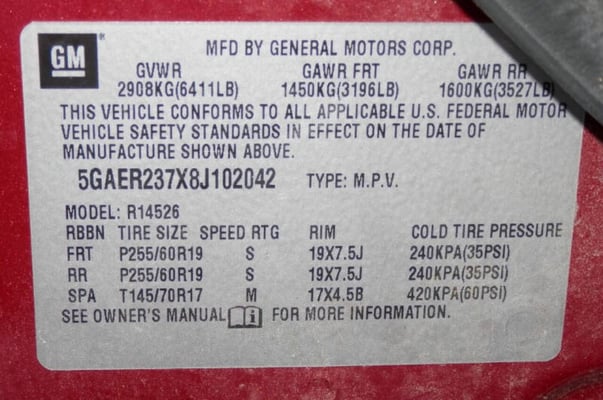 GM
MFD BY GENERAL MOTORS CORP.
GVWR GAWR FRT GAWR RR
2908KG(6411LB) 1450KG(3196LB) 1600KG(3527LB)
THIS VEHICLE CONFORMS TO ALL APPLICABLE U.S. FEDERAL MOTOR
VEHICLE SAFETY STANDARDS IN EFFECT ON THE DATE OF
MANUFACTURE SHOWN ABOVE.
5GAER237X8J102042 TYPE: M.P.V.
MODEL: R14526
RBBN TIRE SIZE SPEED RTG RIM COLD TIRE PRESSURE
FRT P255/60R19 S 19X7.5J 240KPA(35PSI)
RR P255/60R19 S 19X7.5J 240KPA(35PSI)
SPA T145/70R17 M 17X4.5B 420KPA(60PSI)
SEE OWNER'S MANUAL i FOR MORE INFORMATION.